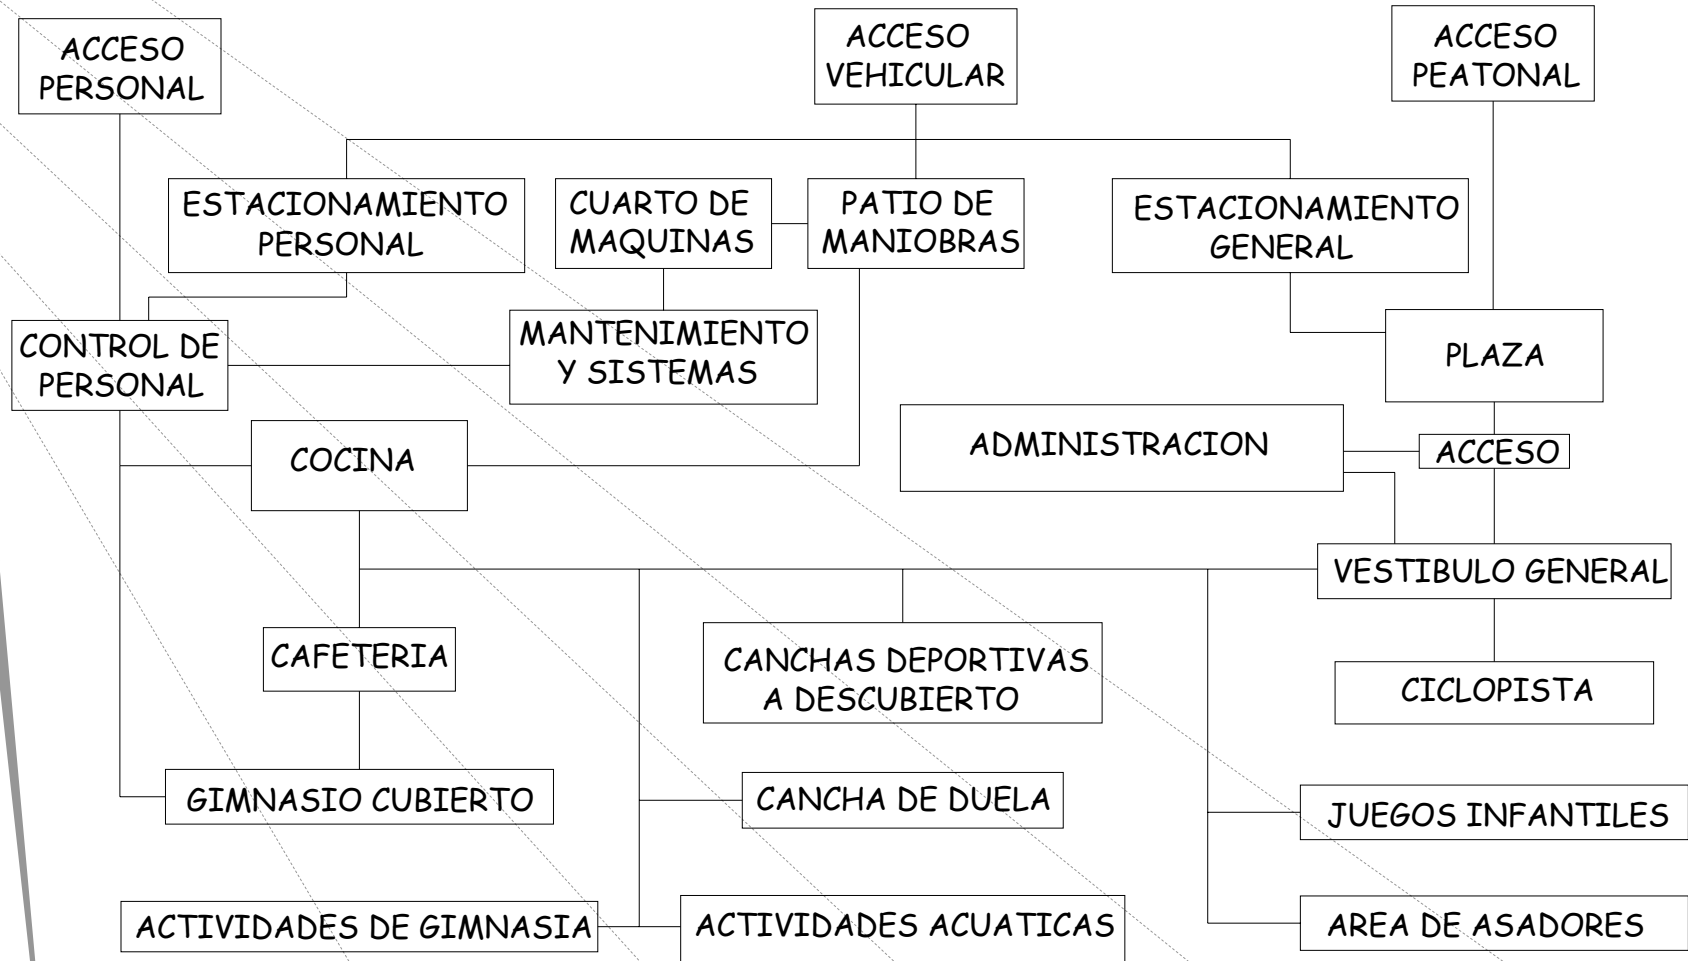 ACCESO
PERSONAL
ACCESO
VEHICULAR
ACCESO
PEATONAL
ESTACIONAMIENTO
PERSONAL
CUARTO DE
MAQUINAS
PATIO DE
MANIOBRAS
ESTACIONAMIENTO
GENERAL
CONTROL DE
PERSONAL
MANTENIMIENTO
Y SISTEMAS
PLAZA
COCINA
ADMINISTRACION
ACCESO
VESTIBULO GENERAL
CAFETERIA
CANCHAS DEPORTIVAS
A DESCUBIERTO
CICLOPISTA
GIMNASIO CUBIERTO
CANCHA DE DUELA
JUEGOS INFANTILES
ACTIVIDADES DE GIMNASIA
ACTIVIDADES ACUATICAS
AREA DE ASADORES